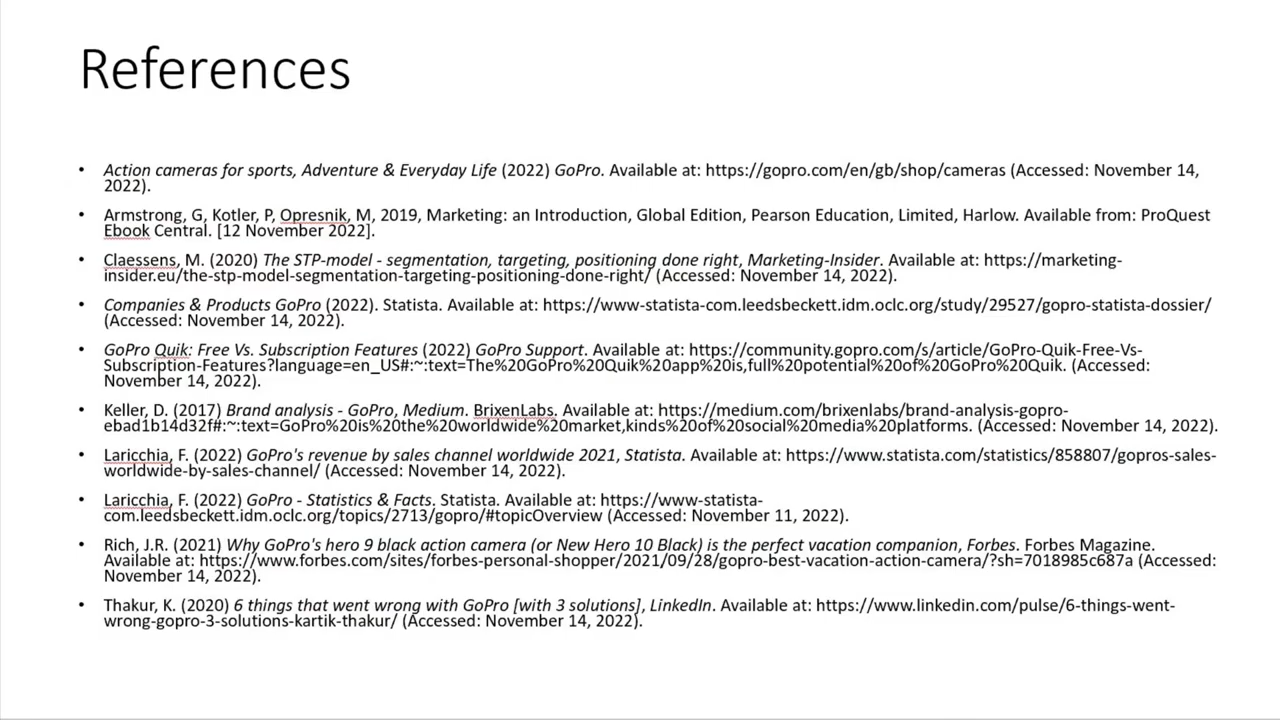 References
• Action cameras for sports, Adventure & Everyday Life (2022) GoPro. Available at: https://gopro.com/en/gb/shop/cameras (Accessed: November 14,
2022).
• Armstrong, G, Kotler, P, Opresnik, M, 2019, Marketing: an Introduction, Global Edition, Pearson Education, Limited, Harlow. Available from: ProQuest
Ebook Central. [12 November 2022].
• Claessens, M. (2020) The STP-model - segmentation, targeting, positioning done right, Marketing-Insider. Available at: https://marketing-
insider.eu/the-stp-model-segmentation-targeting-positioning-done-right/ (Accessed: November 14, 2022).
• Companies & Products GoPro (2022). Statista. Available at: https://www-statista-com.leedsbeckett.idm.oclc.org/study/29527/gopro-statista-dossier/
(Accessed: November 14, 2022).
• GoPro Quik: Free Vs. Subscription Features (2022) GoPro Support. Available at: https://community.gopro.com/s/article/GoPro-Quik-Free-Vs-
Subscription-Features?language=en_US#:~:text=The%20GoPro%20Quik%20app%20is,full%20potential%20of%20GoPro%20Quik. (Accessed:
November 14, 2022).
• Keller, D. (2017) Brand analysis - GoPro, Medium. BrixenLabs. Available at: https://medium.com/brixenlabs/brand-analysis-gopro-
ebad1b14d32f#:~:text=GoPro%20is%20the%20worldwide%20market,kinds%20of%20social%20media%20platforms. (Accessed: November 14, 2022).
• Laricchia, F. (2022) GoPro's revenue by sales channel worldwide 2021, Statista. Available at: https://www.statista.com/statistics/858807/gopros-sales-
worldwide-by-sales-channel/ (Accessed: November 14, 2022).
• Laricchia, F. (2022) GoPro - Statistics & Facts. Statista. Available at: https://www-statista-
com.leedsbeckett.idm.oclc.org/topics/2713/gopro/#topicOverview (Accessed: November 11, 2022).
• Rich, J.R. (2021) Why GoPro's hero 9 black action camera (or New Hero 10 Black) is the perfect vacation companion, Forbes. Forbes Magazine.
Available at: https://www.forbes.com/sites/forbes-personal-shopper/2021/09/28/gopro-best-vacation-action-camera/?sh=7018985c687a (Accessed:
November 14, 2022).
• Thakur, K. (2020) 6 things that went wrong with GoPro [with 3 solutions], LinkedIn. Available at: https://www.linkedin.com/pulse/6-things-went-
wrong-gopro-3-solutions-kartik-thakur/ (Accessed: November 14, 2022).